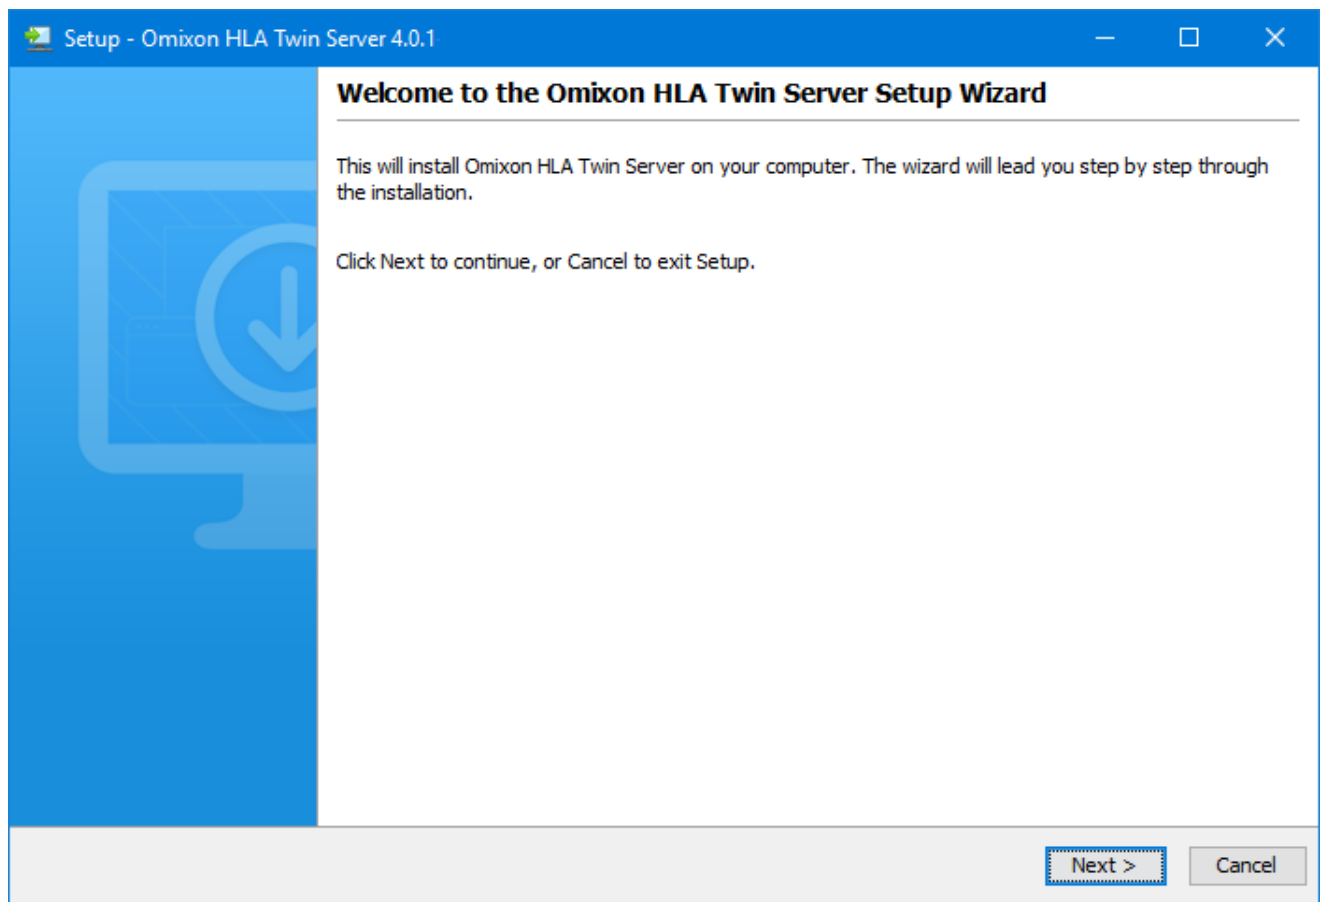 Setup - Omixon HLA Twin Server 4.0.1
Welcome to the Omixon HLA Twin Server Setup Wizard
This will install Omixon HLA Twin Server on your computer. The wizard will lead you step by step through
the installation.
Click Next to continue, or Cancel to exit Setup.
Next >
Cancel